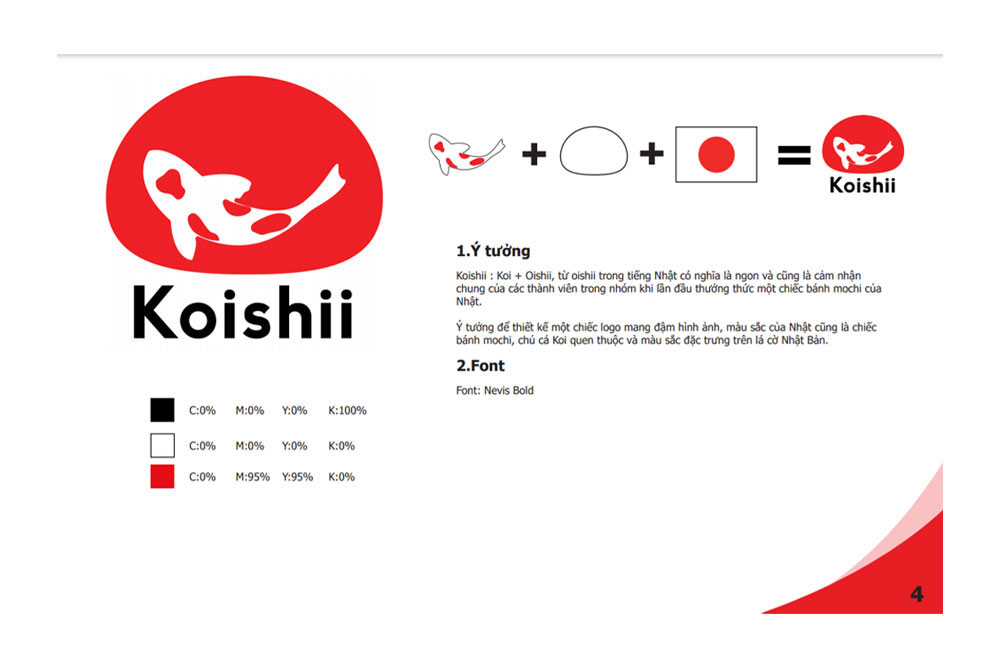 Koishii
+ + =
Koishii
1.Ý tưởng
Koishii : Koi + Oishii, từ oishii trong tiếng Nhật có nghĩa là ngon và cũng là cảm nhận
chung của các thành viên trong nhóm khi lần đầu thưởng thức một chiếc bánh mochi của
Nhật.
Ý tưởng để thiết kế một chiếc logo mang đậm hình ảnh, màu sắc của Nhật cũng là chiếc
bánh mochi, chú cá Koi quen thuộc và màu sắc đặc trưng trên lá cờ Nhật Bản.
2.Font
Font: Nevis Bold
C:0% M:0% Y:0% K:100%
C:0% M:0% Y:0% K:0%
C:0% M:95% Y:95% K:0%
4